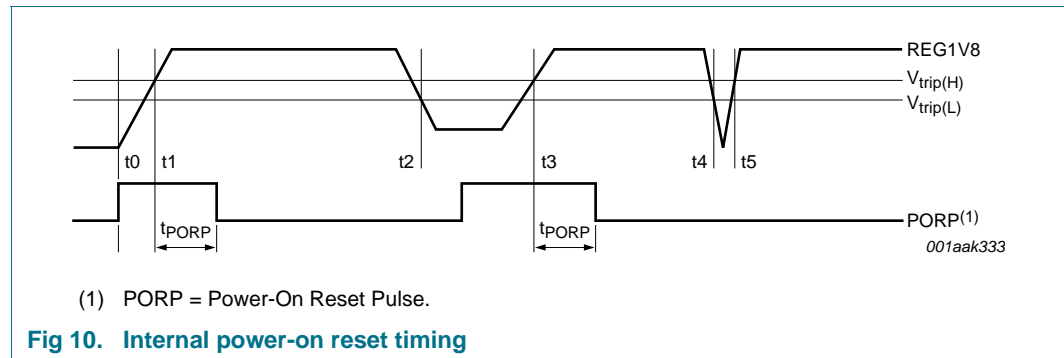 REG1V8
Vtrip(H)
Vtrip(L)
t0 t1 t2 t3 t4 t5
PORP(1)
tPORP tPORP
001aak333
(1) PORP = Power-On Reset Pulse.
Fig 10. Internal power-on reset timing